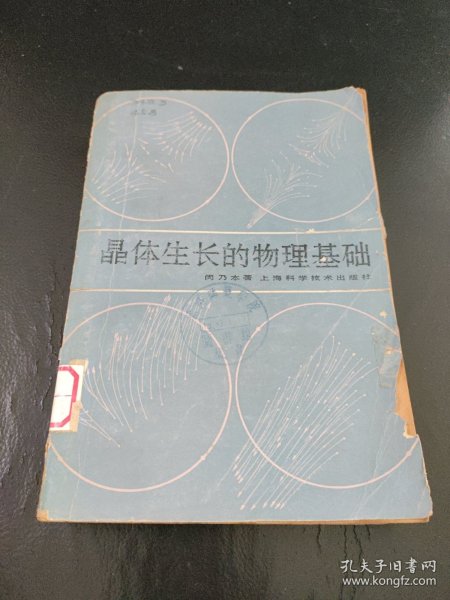 晶体生长的物理基础
闵乃本著 上海科学技术出版社
孔夫子旧书网
www.kongfz.com